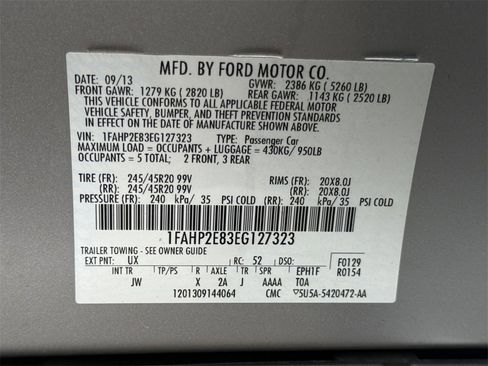 MFD. BY FORD MOTOR CO.
DATE: 09/13 GVWR: 2386 KG ( 5260 LB)
FRONT GAWR: 1279 KG ( 2820 LB) REAR GAWR: 1143 KG ( 2520 LB)
THIS VEHICLE CONFORMS TO ALL APPLICABLE FEDERAL MOTOR
VEHICLE SAFETY, BUMPER, AND THEFT PREVENTION STANDARDS
IN EFFECT ON THE DATE OF MANUFACTURE SHOWN ABOVE.
VIN: 1FAHP2E83EG127323 TYPE: Passenger Car
MAXIMUM LOAD = OCCUPANTS + LUGGAGE = 430KG/ 950LB
OCCUPANTS = 5 TOTAL; 2 FRONT, 3 REAR
TIRE (FR): 245/45R20 99V RIMS (FR): 20X8.0J
(RR): 245/45R20 99V (RR): 20X8.0J
PRESSURE (FR): 240 kPa/ 35 PSI COLD (RR): 240 kPa/ 35 PSI COLD
1FAHP2E83EG127323
TRAILER TOWING - SEE OWNER GUIDE
EXT PNT: UX RC: 52 DSO: F0129
INT TR TP/PS R AXLE TR SPR EPH1F R0154
JW X 2A J AAAA T0A
1201309144064 CMC 5U5A-5420472-AA